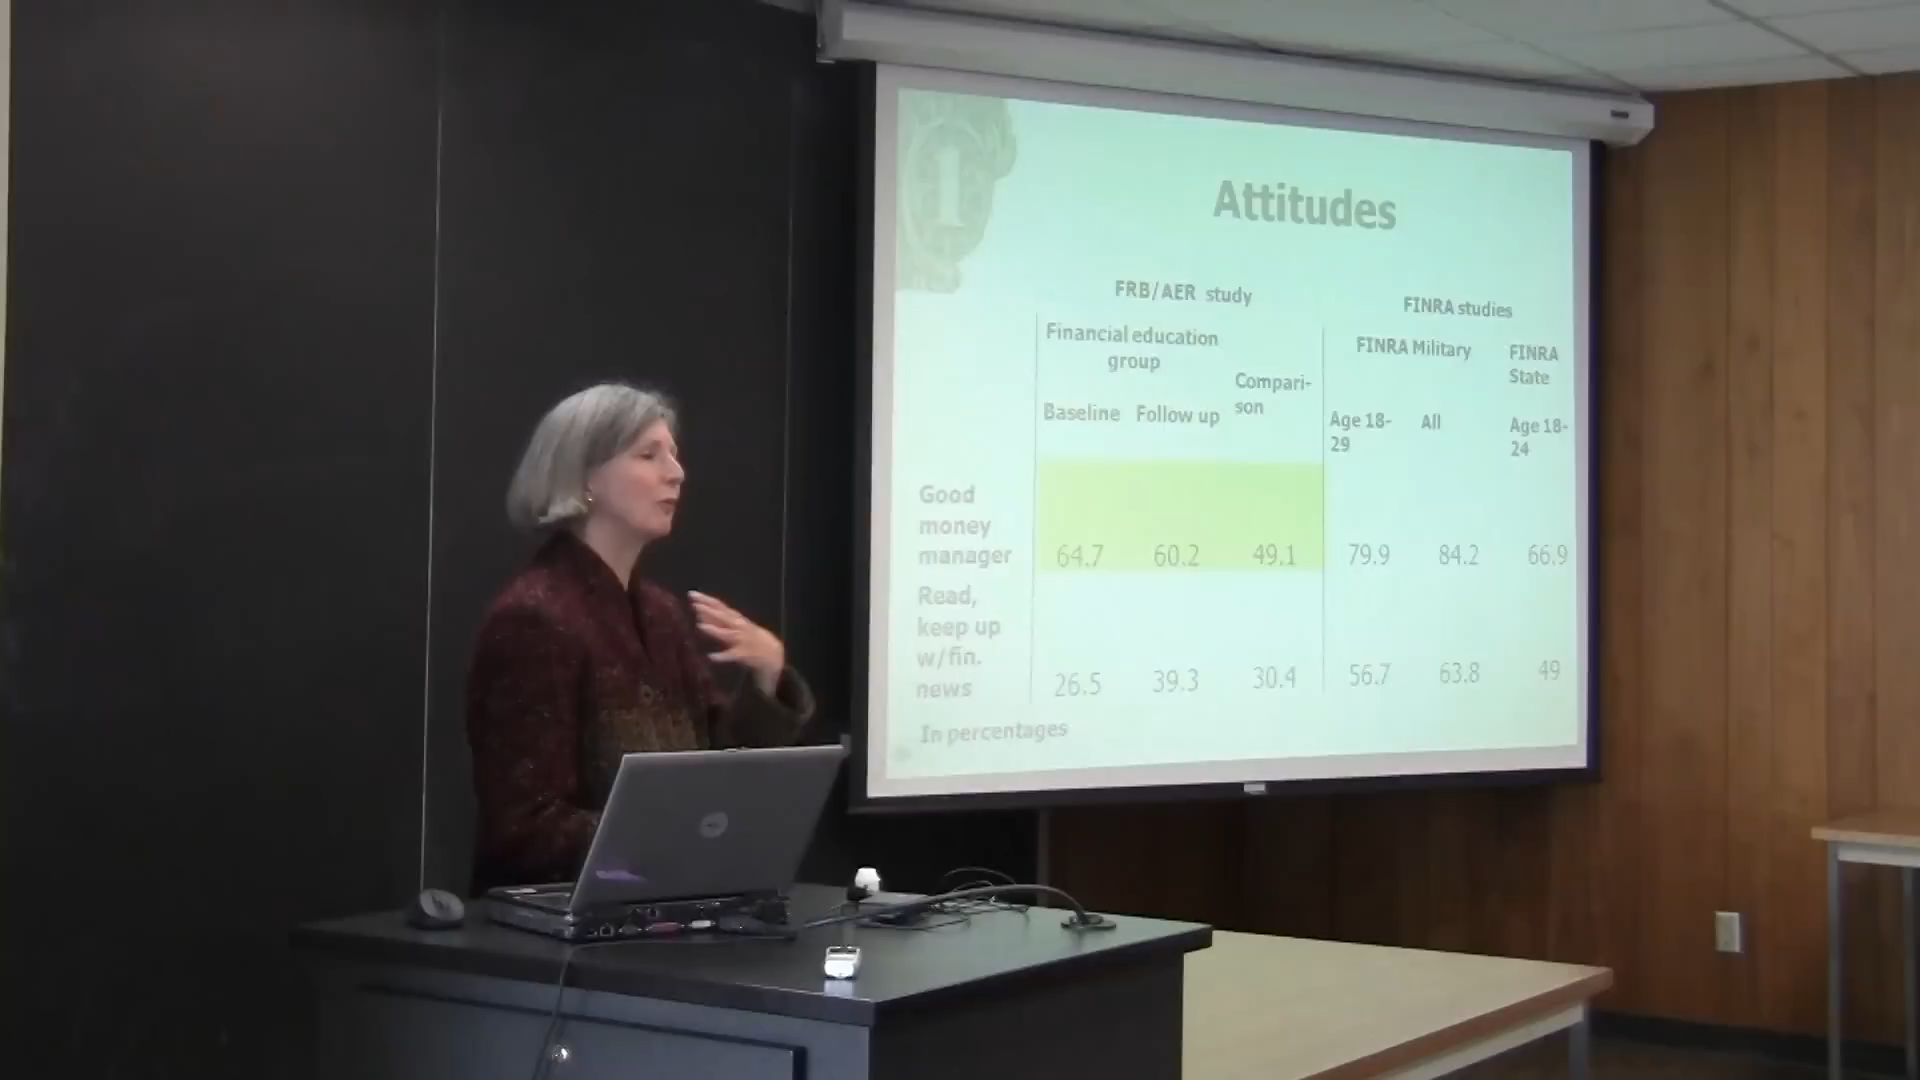 1
Attitudes
FRB/AER study
FINRA studies
Financial education
group
FINRA Military
FINRA
State
Compari-
son
Baseline Follow up
Age 18-
29
All
Age 18-
24
Good
money
manager 64.7 60.2 49.1 79.9 84.2 66.9
Read,
keep up
w/fin.
news 26.5 39.3 30.4 56.7 63.8 49
In percentages